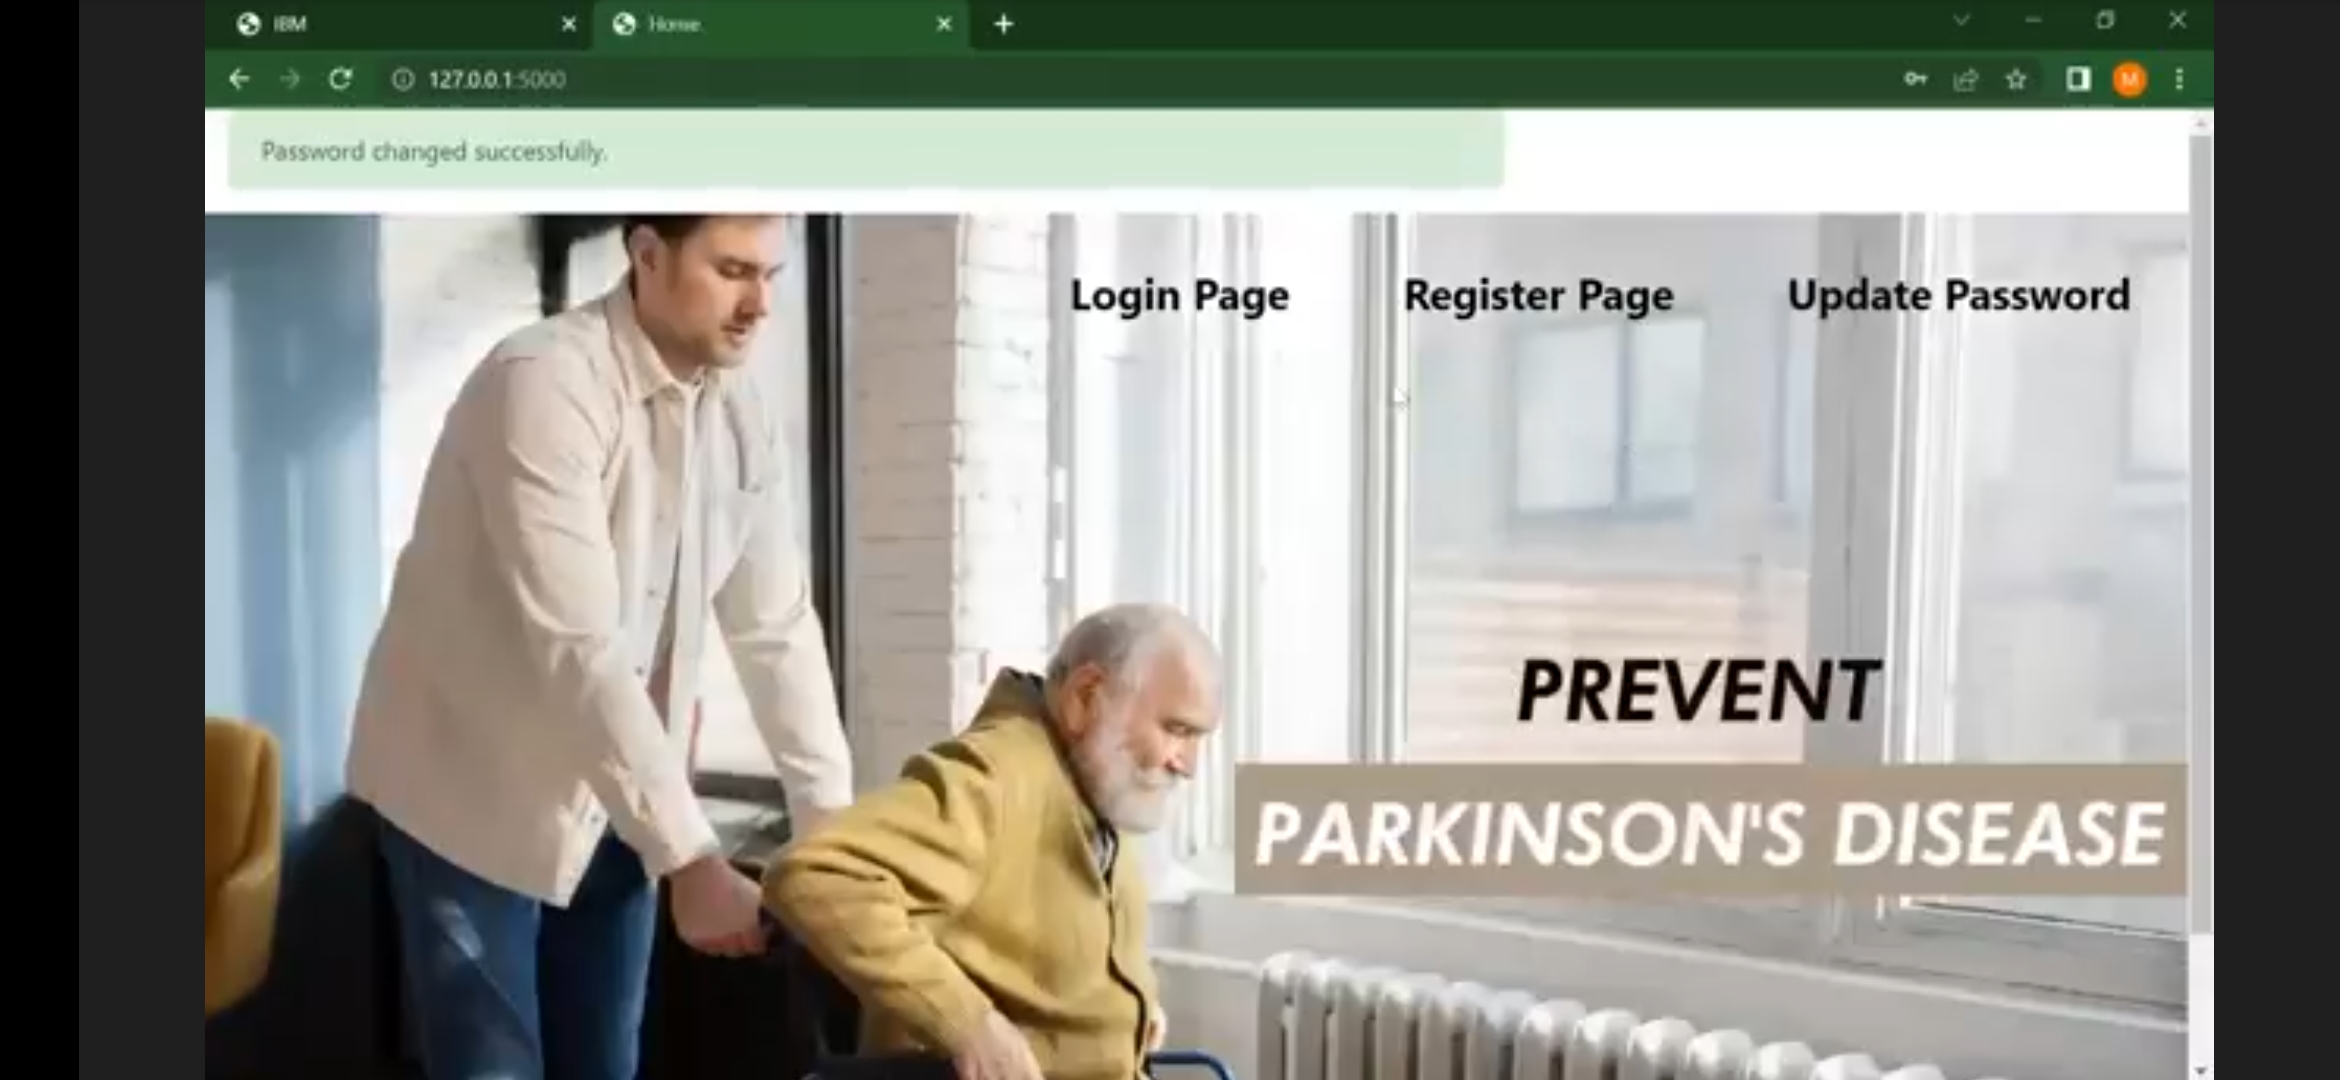 IBM
Home
127.0.0.1:5000
M
Password changed successfully.
Login Page
Register Page
Update Password
PREVENT
PARKINSON'S DISEASE